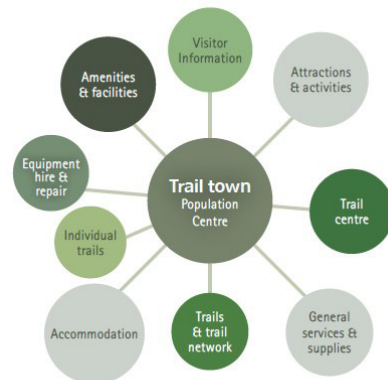 Visitor
Information
Amenities
& facilities
Attractions
& activities
Equipment
hire &
repair
Trail town
Population
Centre
Trail
centre
Individual
trails
Accommodation
Trails
& trail
network
General
services &
supplies